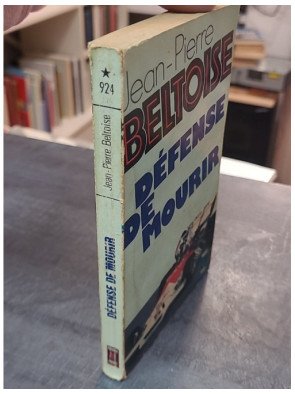 ★
924
Jean-Pierre Beltoise
DÉFENSE DE MOURIR
Jean-Pierre
BELTOISE
DÉFENSE
DE
MOURIR